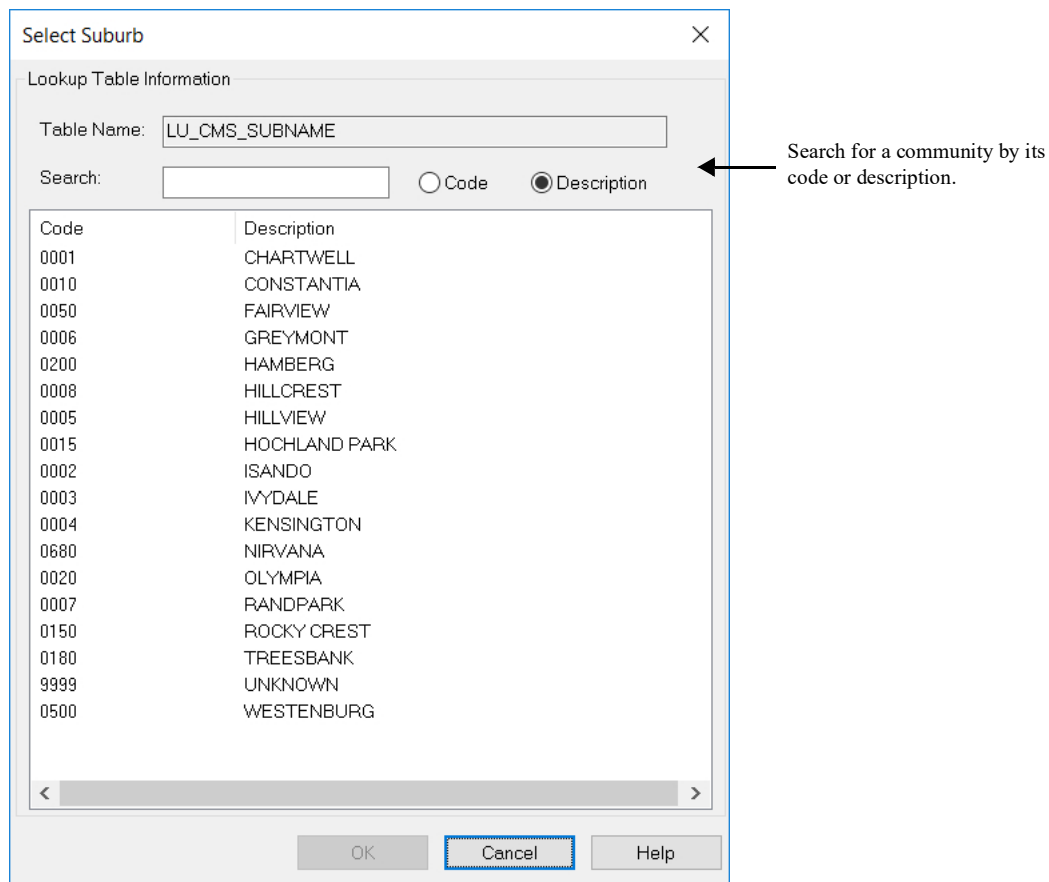 Select Suburb
Lookup Table Information
Table Name: LU_CMS_SUBNAME
Search: Code Description
Search for a community by its
code or description.
Code Description
0001 CHARTWELL
0010 CONSTANTIA
0050 FAIRVIEW
0006 GREYMONT
0200 HAMBERG
0008 HILLCREST
0005 HILLVIEW
0015 HOCHLAND PARK
0002 ISANDO
0003 IVYDALE
0004 KENSINGTON
0680 NIRVANA
0020 OLYMPIA
0007 RANDPARK
0150 ROCKY CREST
0180 TREESBANK
9999 UNKNOWN
0500 WESTENBURG
OK Cancel Help